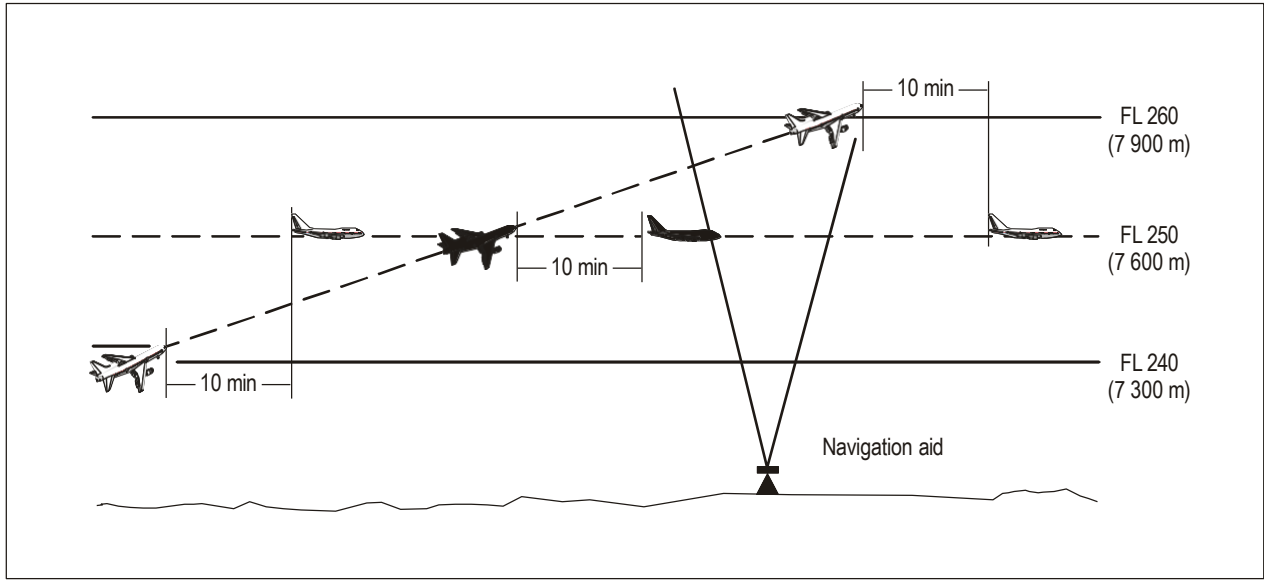 10 min
FL 260
(7 900 m)
FL 250
(7 600 m)
10 min
FL 240
(7 300 m)
10 min
Navigation aid